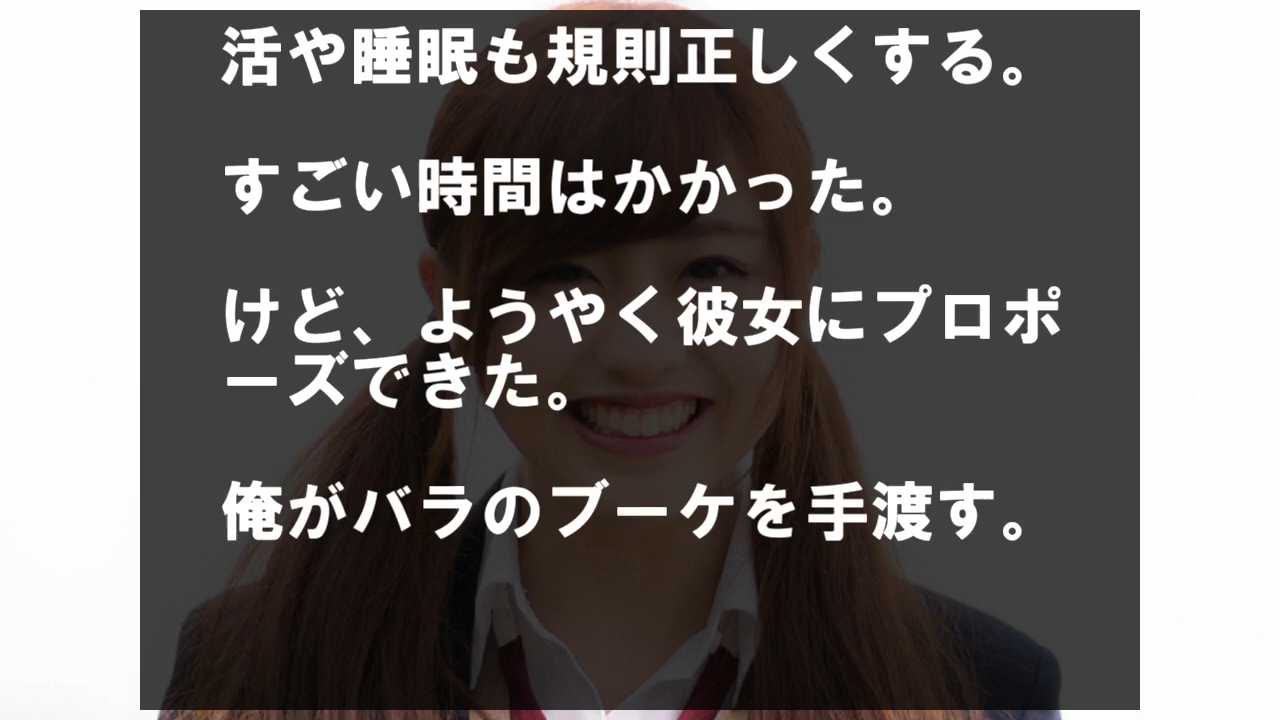 活や睡眠も規則正しくする。
すごい時間はかかった。
けど、ようやく彼女にプロポ
ーズできた。
俺がバラのブーケを手渡す。